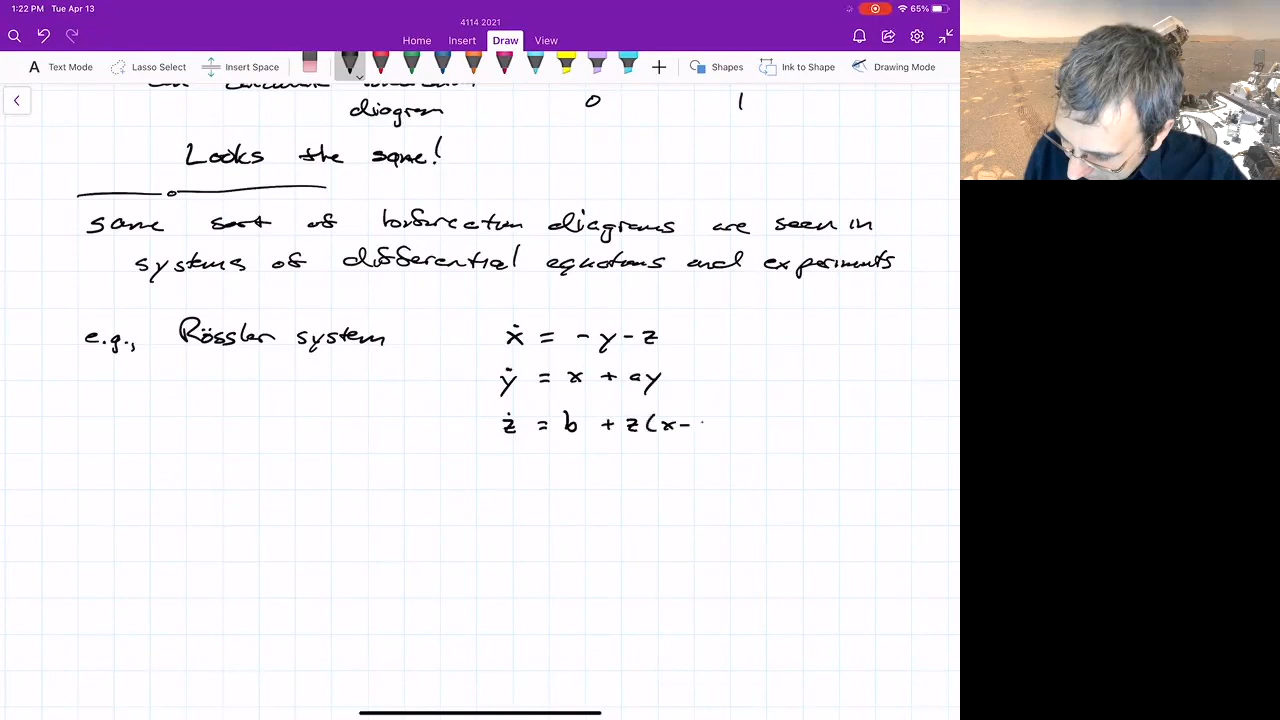 1:22 PM Tue Apr 13
65%
4114 2021
Home Insert Draw View
Text Mode Lasso Select Insert Space Shapes Ink to Shape Drawing Mode
diagram 0 1
Looks the same!
same sort of bifurcation diagrams are seen in
systems of differential equations and experiments
e.g., Rössler system ẋ = -y - z
ẏ = x + ay
ż = b + z(x-